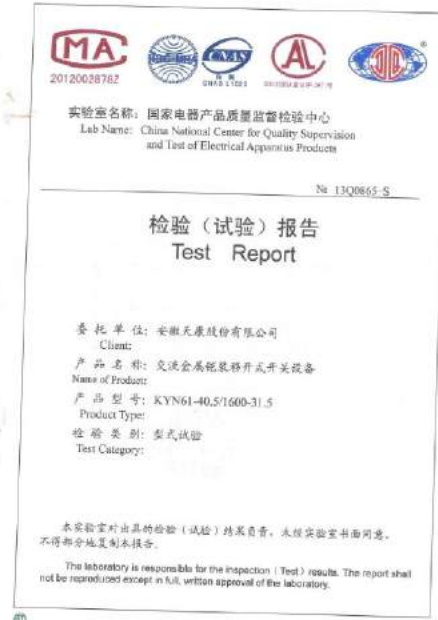 MA
2012002878Z
CNAS L1020
AL
实验室名称：国家电器产品质量监督检验中心
Lab Name: China National Center for Quality Supervision
and Test of Electrical Apparatus Products
№ 13Q0865-S
检验（试验）报告
Test Report
委托单位：安徽天康股份有限公司
Client:
产品名称：交流金属铠装移开式开关设备
Name of Product:
产品型号：KYN61-40.5/1600-31.5
Product Type:
检验类别：型式试验
Test Category:
本实验室对出具的检验（试验）结果负责，未经实验室书面同意，
不得部分地复制本报告。
The laboratory is responsible for the inspection（Test）results. The report shall
not be reproduced except in full, written approval of the laboratory.